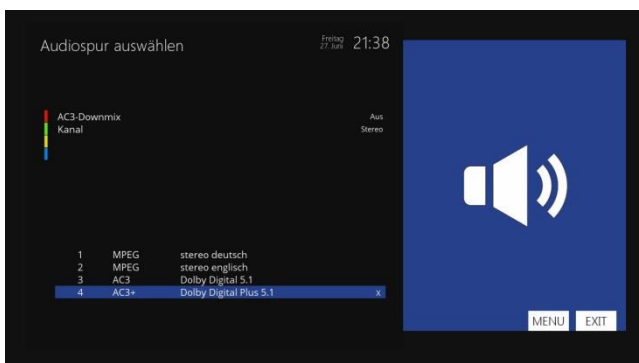 Audiospur auswählen
Freitag
27. Juni
21:38
AC3-Downmix Aus
Kanal Stereo
1 MPEG stereo deutsch
2 MPEG stereo englisch
3 AC3 Dolby Digital 5.1
4 AC3+ Dolby Digital Plus 5.1 x
MENU EXIT